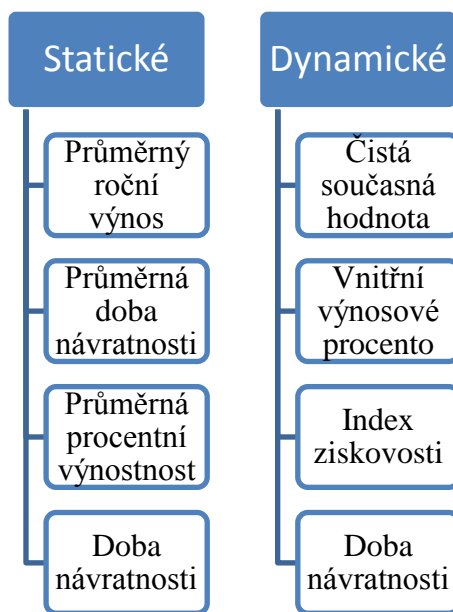 Statické
Průměrný
roční
výnos
Průměrná
doba
návratnosti
Průměrná
procentní
výnostnost
Doba
návratnosti
Dynamické
Čistá
současná
hodnota
Vnitřní
výnosové
procento
Index
ziskovosti
Doba
návratnosti